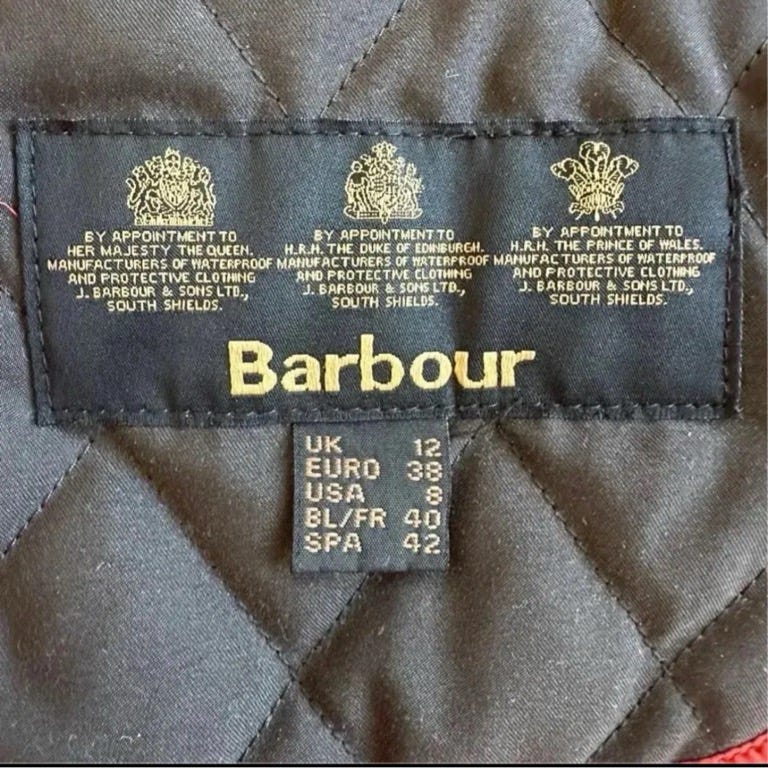 BY APPOINTMENT TO
HER MAJESTY THE QUEEN.
MANUFACTURERS OF WATERPROOF
AND PROTECTIVE CLOTHING
J. BARBOUR & SONS LTD.,
SOUTH SHIELDS.
BY APPOINTMENT TO
H.R.H. THE DUKE OF EDINBURGH.
MANUFACTURERS OF WATERPROOF
AND PROTECTIVE CLOTHING
J. BARBOUR & SONS LTD.,
SOUTH SHIELDS.
BY APPOINTMENT TO
H.R.H. THE PRINCE OF WALES.
MANUFACTURERS OF WATERPROOF
AND PROTECTIVE CLOTHING
J. BARBOUR & SONS LTD.,
SOUTH SHIELDS.
Barbour
UK 12
EURO 38
USA 8
BL/FR 40
SPA 42